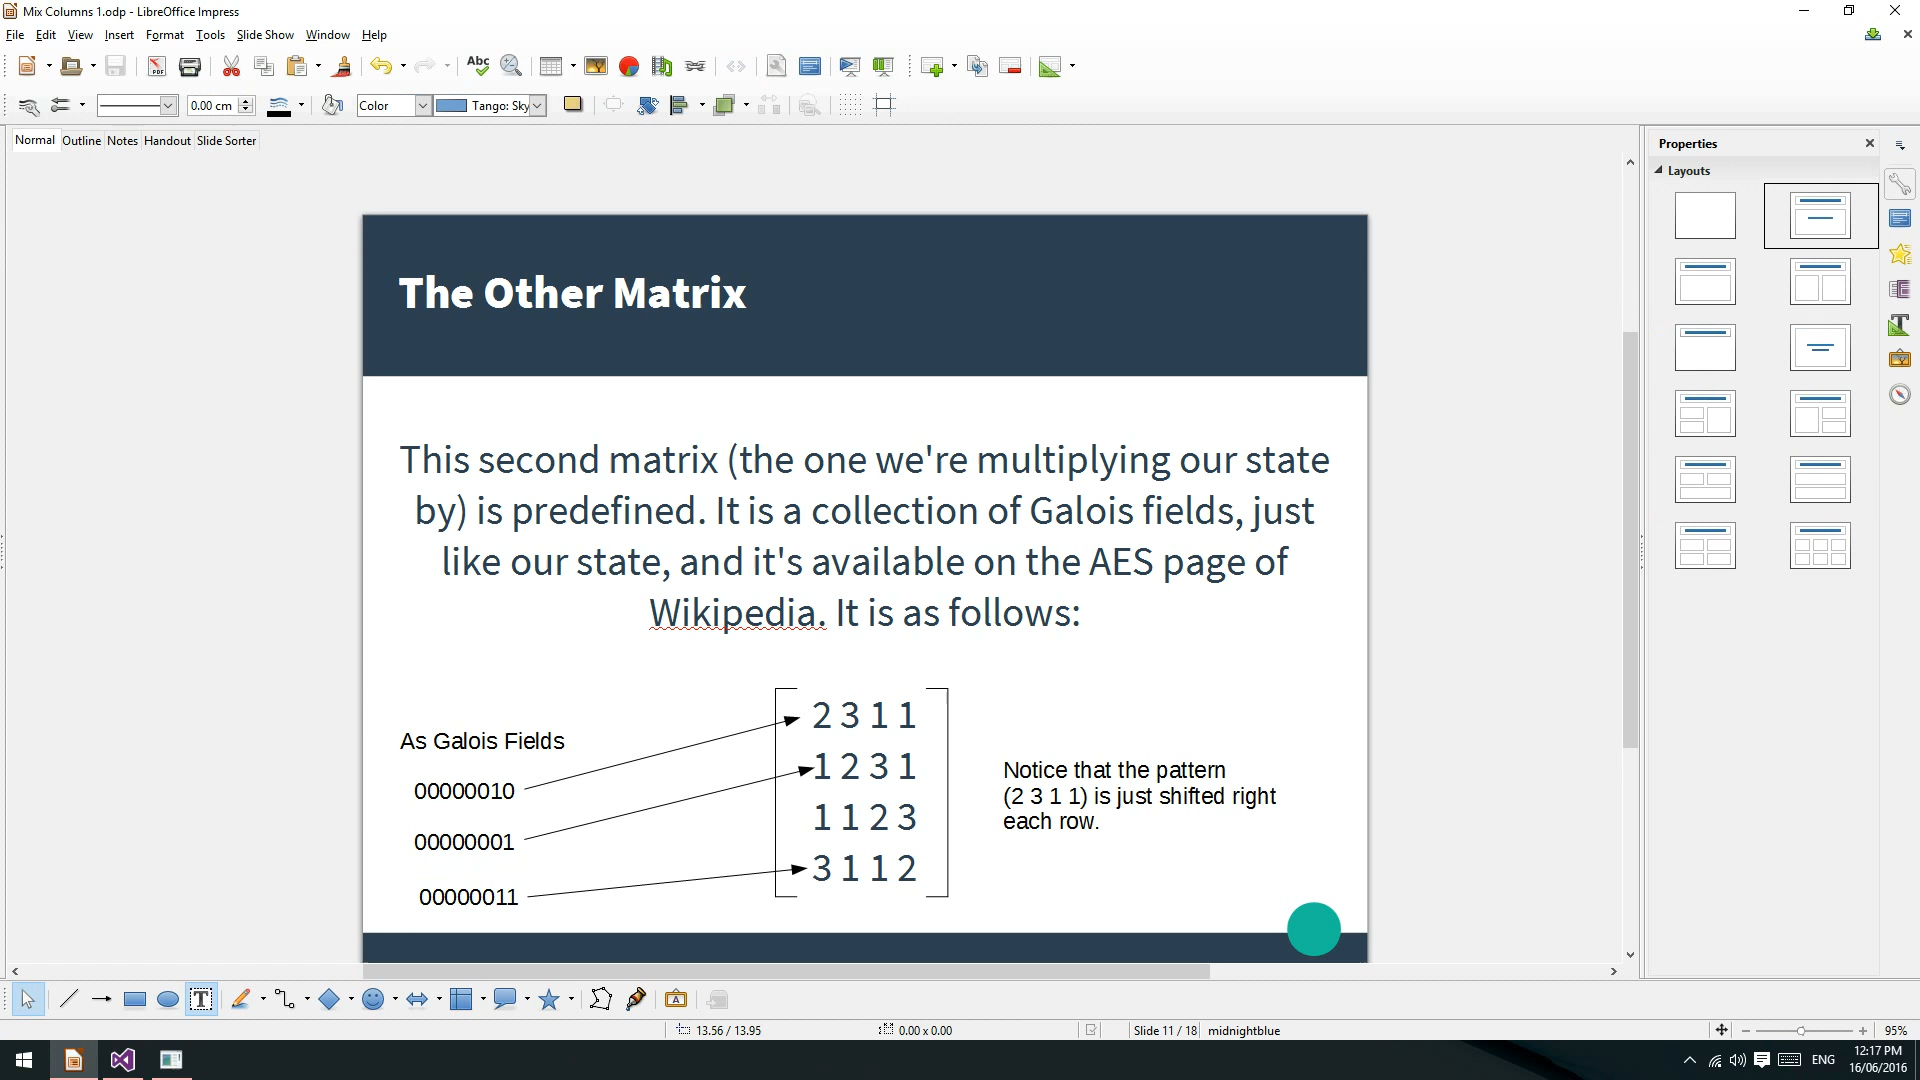 Mix Columns 1.odp - LibreOffice Impress
File Edit View Insert Format Tools Slide Show Window Help
PDF
Abc
0.00 cm
Color
Tango: Sky
Normal Outline Notes Handout Slide Sorter
Properties
Layouts
The Other Matrix
This second matrix (the one we're multiplying our state
by) is predefined. It is a collection of Galois fields, just
like our state, and it's available on the AES page of
Wikipedia. It is as follows:
As Galois Fields
00000010
00000001
00000011
2 3 1 1
1 2 3 1
1 1 2 3
3 1 1 2
Notice that the pattern
(2 3 1 1) is just shifted right
each row.
13.56 / 13.95
0.00 x 0.00
Slide 11 / 18
midnightblue
95%
ENG
12:17 PM
16/06/2016